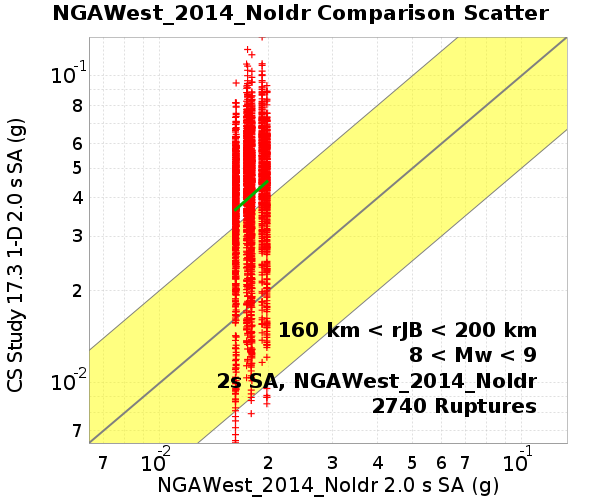 NGAWest_2014_NoIdr Comparison Scatter
CS Study 17.3 1-D 2.0 s SA (g)
10^-1
8
6
5
4
3
2
10^-2
7
160 km < rJB < 200 km
8 < Mw < 9
2s SA, NGAWest_2014_NoIdr
2740 Ruptures
7 10^-2 2 3 4 5 6 7 10^-1
NGAWest_2014_NoIdr 2.0 s SA (g)